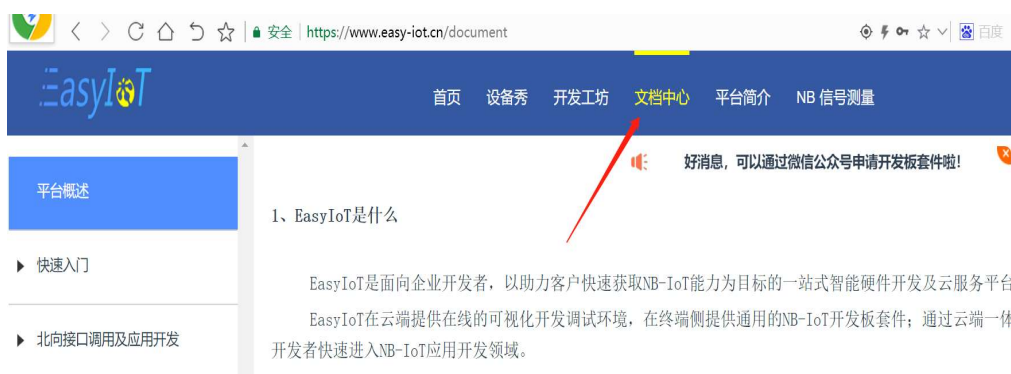 安全 https://www.easy-iot.cn/document 百度
EasyIoT
首页 设备秀 开发工坊 文档中心 平台简介 NB 信号测量
好消息，可以通过微信公众号申请开发板套件啦！
平台概述
1、EasyIoT是什么
快速入门
EasyIoT是面向企业开发者，以助力客户快速获取NB-IoT能力为目标的一站式智能硬件开发及云服务平台
EasyIoT在云端提供在线的可视化开发调试环境，在终端侧提供通用的NB-IoT开发板套件；通过云端一体
北向接口调用及应用开发
开发者快速进入NB-IoT应用开发领域。